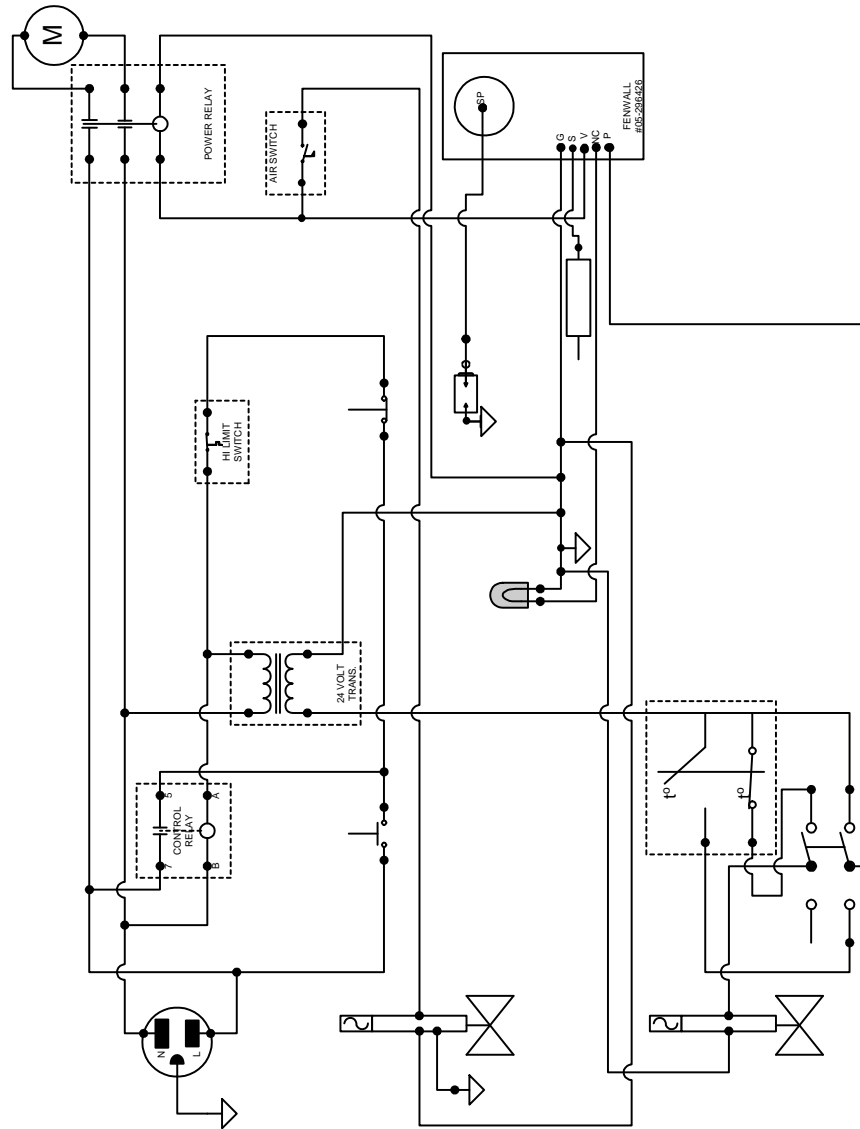 M
POWER RELAY
AIR SWITCH
SP
G
S
V
NC
P
FENWALL
#05-296426
HI LIMIT
SWITCH
24 VOLT
TRANS.
5
A
CONTROL
RELAY
7
B
t°
t°
N
L